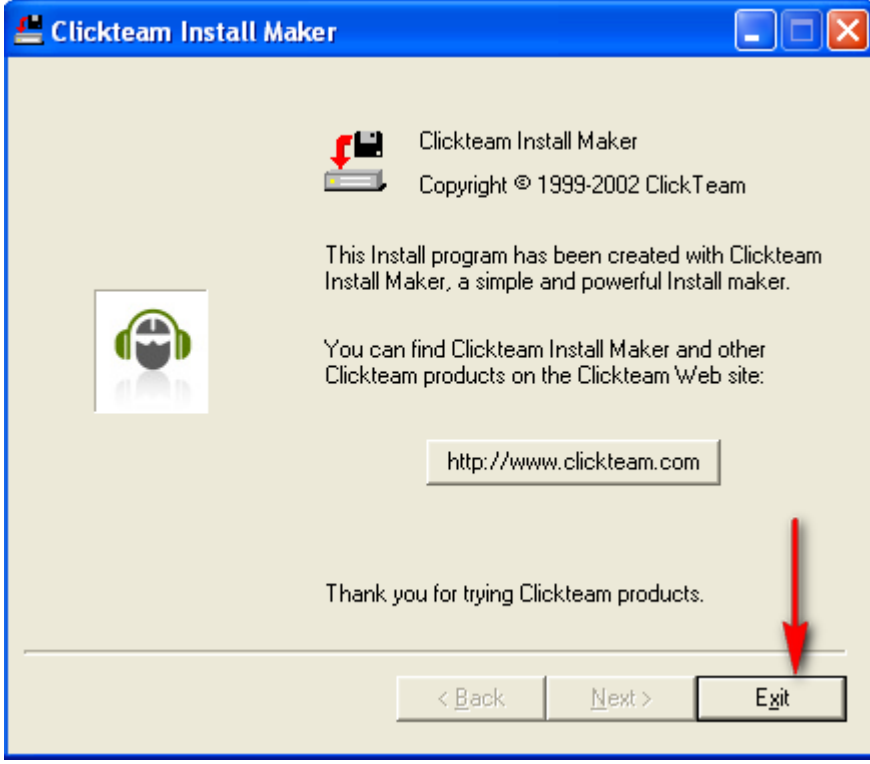 Clickteam Install Maker
Clickteam Install Maker
Copyright © 1999-2002 ClickTeam
This Install program has been created with Clickteam
Install Maker, a simple and powerful Install maker.
You can find Clickteam Install Maker and other
Clickteam products on the Clickteam Web site:
http://www.clickteam.com
Thank you for trying Clickteam products.
< Back
Next >
Exit